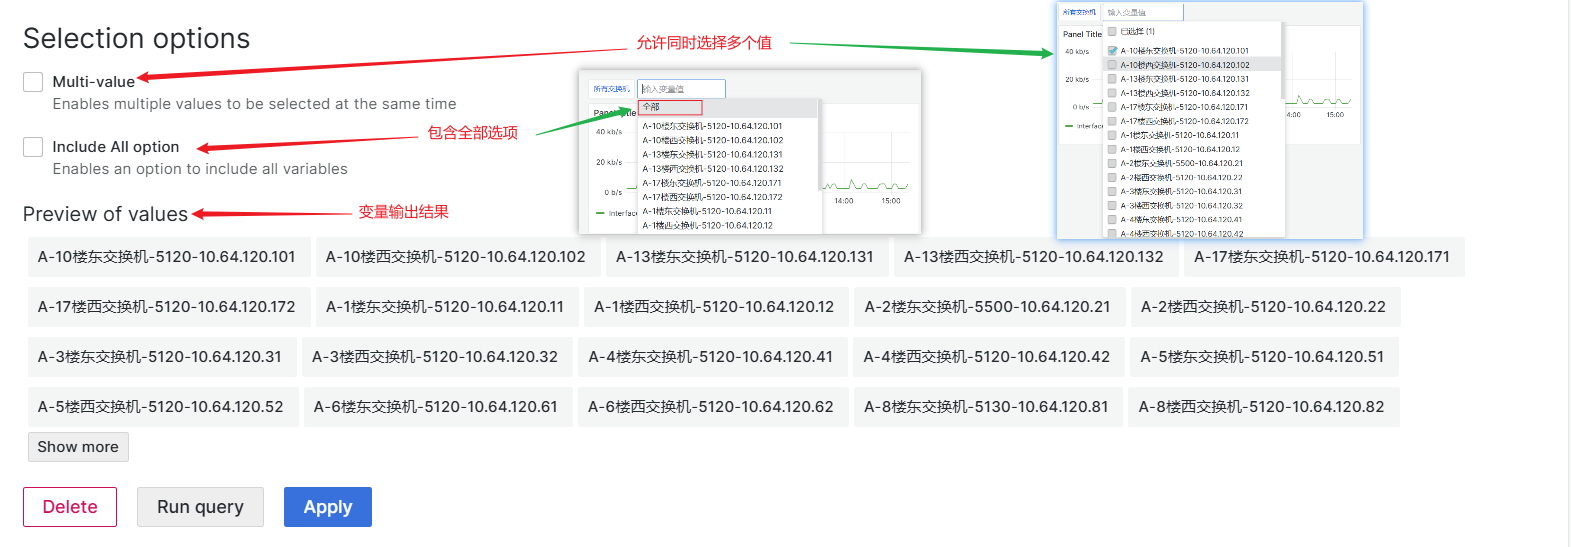 Selection options
Multi-value
Enables multiple values to be selected at the same time
允许同时选择多个值
Include All option
Enables an option to include all variables
包含全部选项
所有交换机
输入变量值
Panel Title
全部
40 kb/s
20 kb/s
0 b/s
A-10楼东交换机-5120-10.64.120.101
A-10楼西交换机-5120-10.64.120.102
A-13楼东交换机-5120-10.64.120.131
A-13楼西交换机-5120-10.64.120.132
A-17楼东交换机-5120-10.64.120.171
A-17楼西交换机-5120-10.64.120.172
A-1楼东交换机-5120-10.64.120.11
A-1楼西交换机-5120-10.64.120.12
14:00
15:00
Interfac
所有交换机
输入变量值
已选择 (1)
Panel Title
40 kb/s
20 kb/s
0 b/s
A-10楼东交换机-5120-10.64.120.101
A-10楼西交换机-5120-10.64.120.102
A-13楼东交换机-5120-10.64.120.131
A-13楼西交换机-5120-10.64.120.132
A-17楼东交换机-5120-10.64.120.171
A-17楼西交换机-5120-10.64.120.172
A-1楼东交换机-5120-10.64.120.11
A-1楼西交换机-5120-10.64.120.12
A-2楼东交换机-5500-10.64.120.21
A-2楼西交换机-5120-10.64.120.22
A-3楼东交换机-5120-10.64.120.31
A-3楼西交换机-5120-10.64.120.32
A-4楼东交换机-5120-10.64.120.41
A-4楼西交换机-5120-10.64.120.42
14:00
15:00
Interfac
Preview of values
变量输出结果
A-10楼东交换机-5120-10.64.120.101
A-10楼西交换机-5120-10.64.120.102
A-13楼东交换机-5120-10.64.120.131
A-13楼西交换机-5120-10.64.120.132
A-17楼东交换机-5120-10.64.120.171
A-17楼西交换机-5120-10.64.120.172
A-1楼东交换机-5120-10.64.120.11
A-1楼西交换机-5120-10.64.120.12
A-2楼东交换机-5500-10.64.120.21
A-2楼西交换机-5120-10.64.120.22
A-3楼东交换机-5120-10.64.120.31
A-3楼西交换机-5120-10.64.120.32
A-4楼东交换机-5120-10.64.120.41
A-4楼西交换机-5120-10.64.120.42
A-5楼东交换机-5120-10.64.120.51
A-5楼西交换机-5120-10.64.120.52
A-6楼东交换机-5120-10.64.120.61
A-6楼西交换机-5120-10.64.120.62
A-8楼东交换机-5130-10.64.120.81
A-8楼西交换机-5120-10.64.120.82
Show more
Delete
Run query
Apply